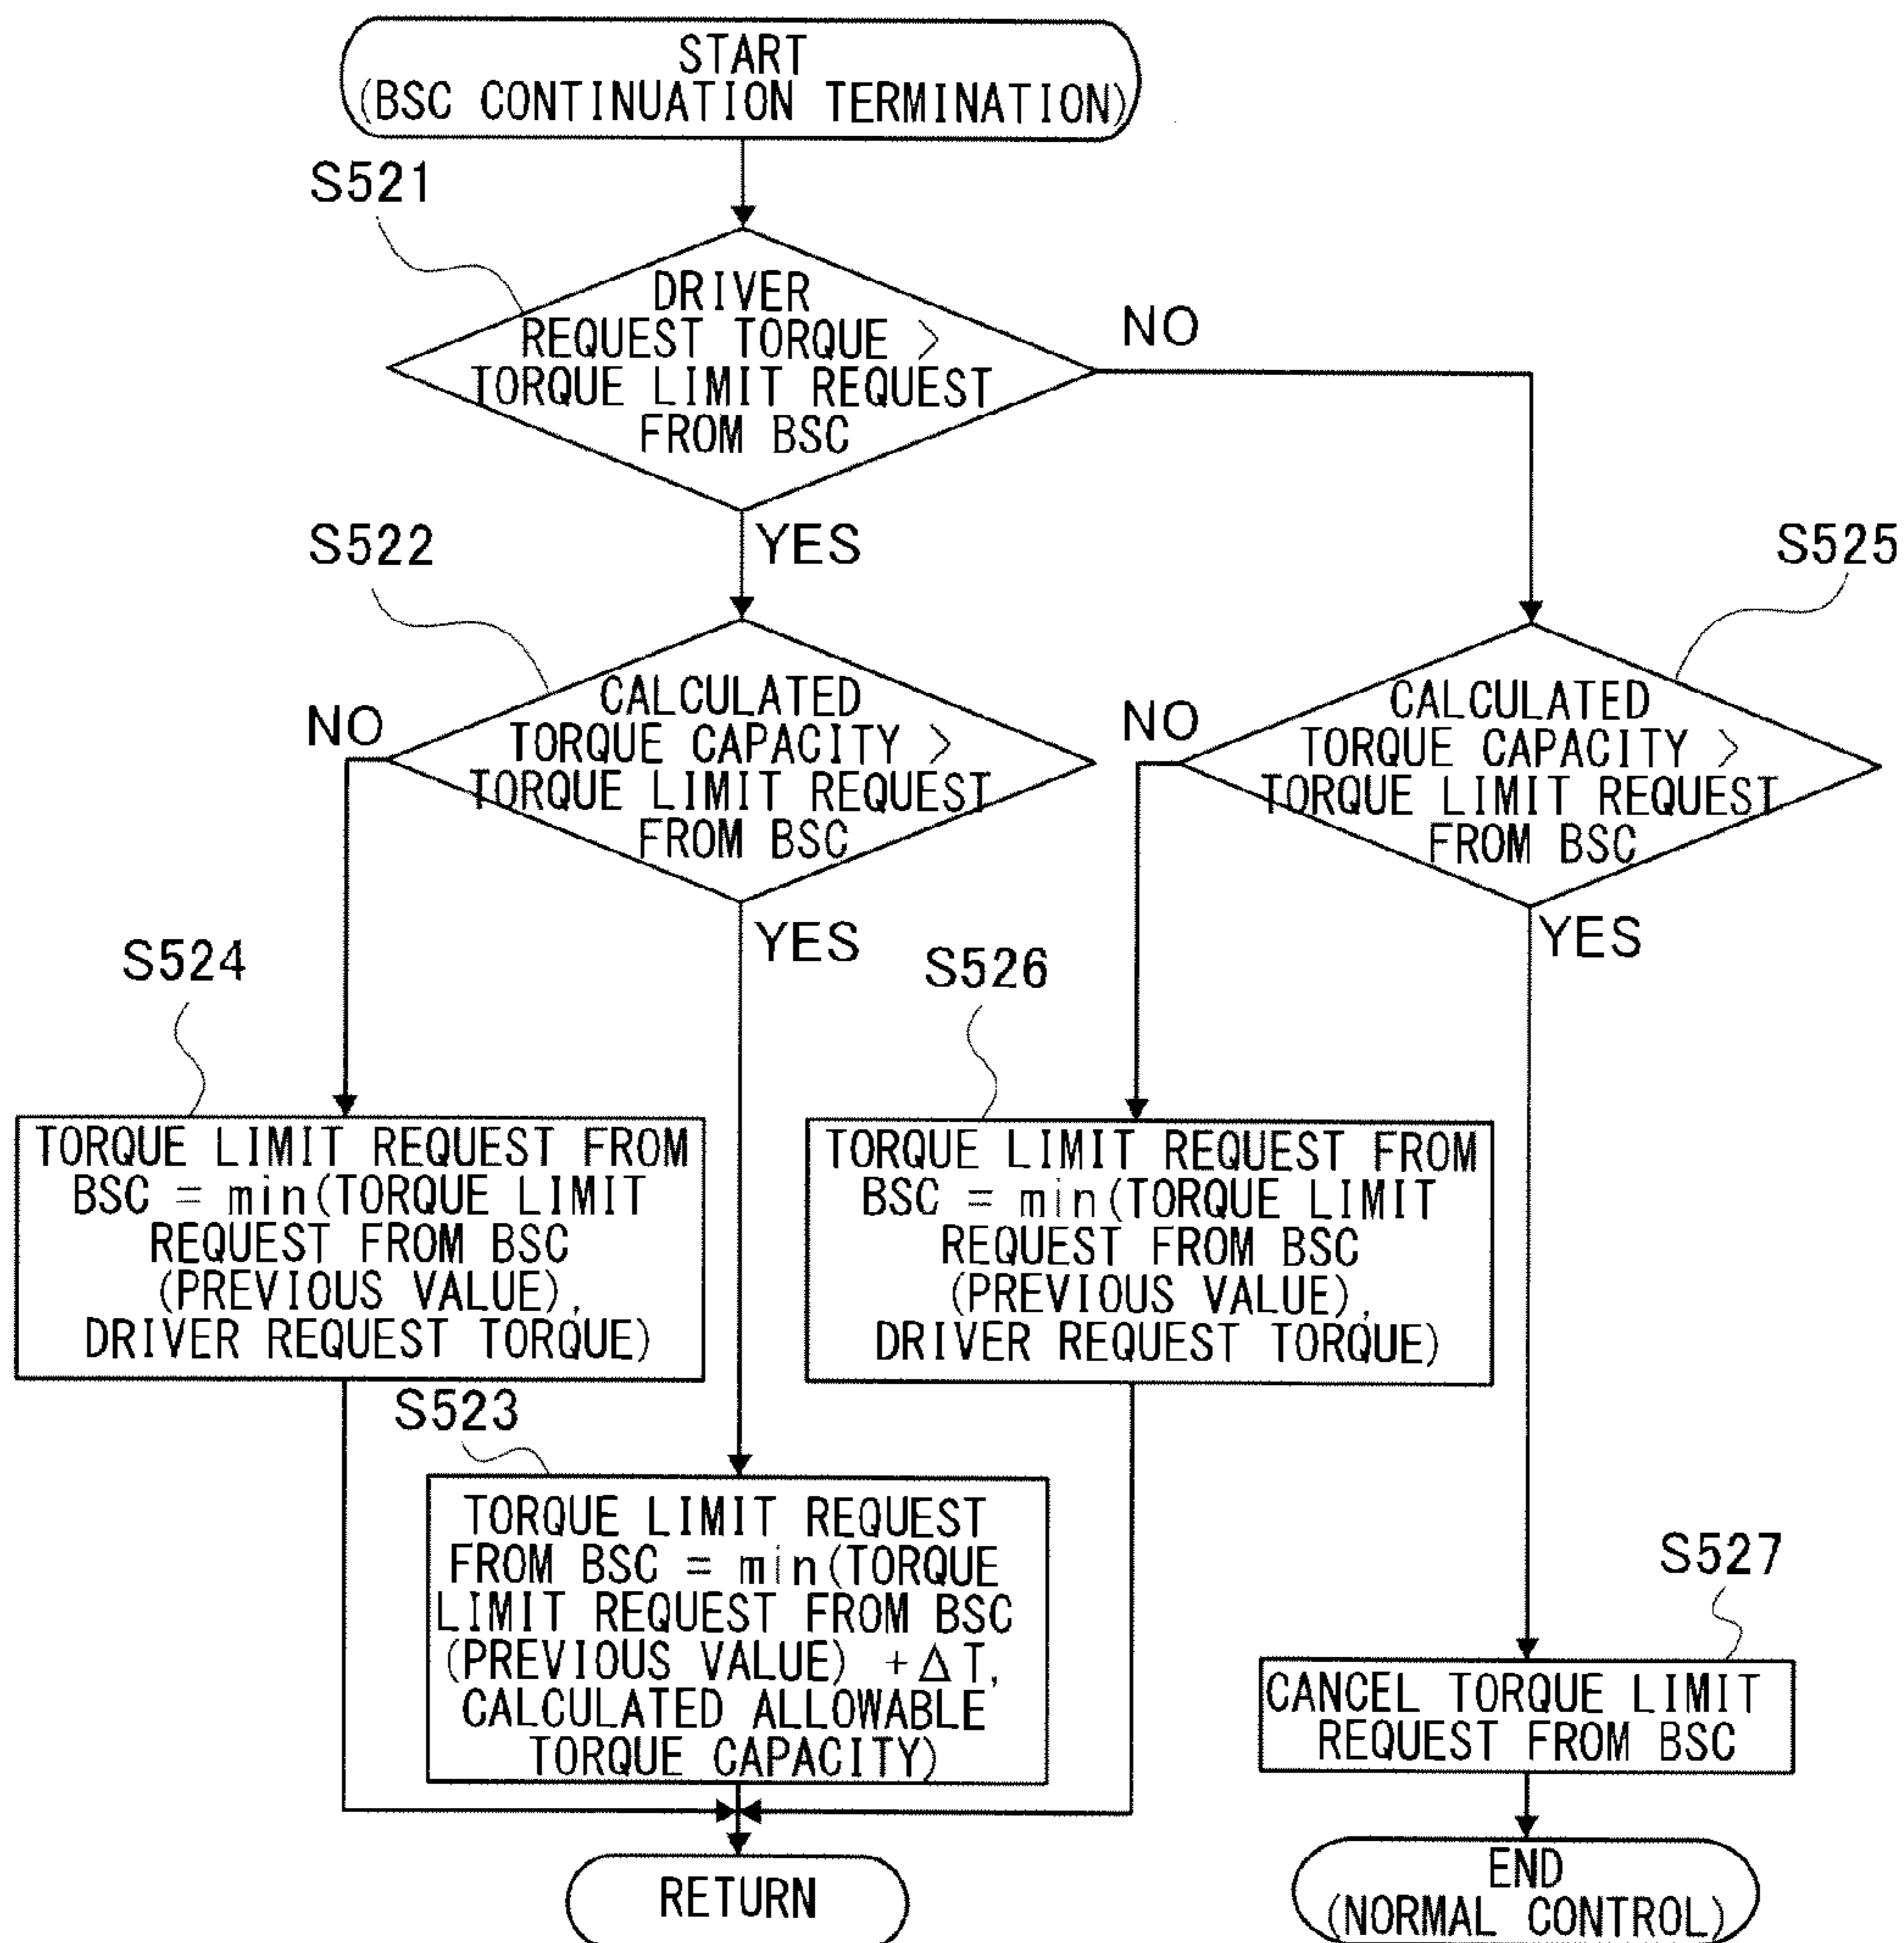 START
(BSC CONTINUATION TERMINATION)
S521
DRIVER
REQUEST TORQUE >
TORQUE LIMIT REQUEST
FROM BSC
NO
YES
S522
CALCULATED
TORQUE CAPACITY >
TORQUE LIMIT REQUEST
FROM BSC
NO
YES
S525
CALCULATED
TORQUE CAPACITY >
TORQUE LIMIT REQUEST
FROM BSC
NO
YES
S524
TORQUE LIMIT REQUEST FROM
BSC = min(TORQUE LIMIT
REQUEST FROM BSC
(PREVIOUS VALUE),
DRIVER REQUEST TORQUE)
S526
TORQUE LIMIT REQUEST FROM
BSC = min(TORQUE LIMIT
REQUEST FROM BSC
(PREVIOUS VALUE),
DRIVER REQUEST TORQUE)
S523
TORQUE LIMIT REQUEST
FROM BSC = min(TORQUE
LIMIT REQUEST FROM BSC
(PREVIOUS VALUE) +ΔT,
CALCULATED ALLOWABLE
TORQUE CAPACITY)
S527
CANCEL TORQUE LIMIT
REQUEST FROM BSC
RETURN
END
(NORMAL CONTROL)